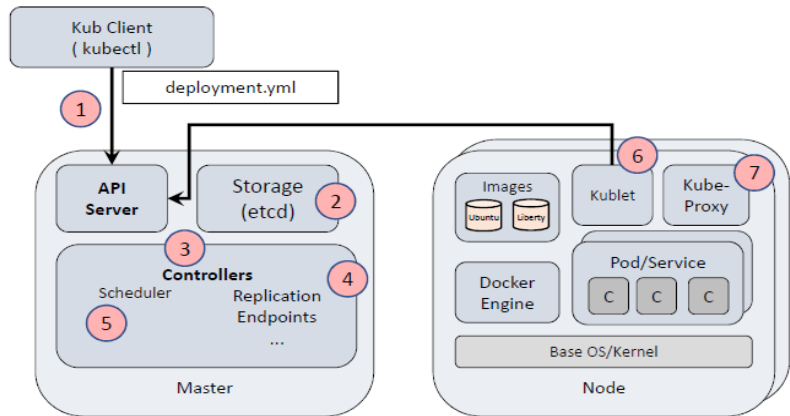 Kub Client
( kubectl )
deployment.yml
1
API
Server
Storage
(etcd)
2
3
Controllers
Scheduler
Replication
Endpoints
...
4
5
Master
6
7
Images
Ubuntu
Liberty
Kublet
Kube-
Proxy
Docker
Engine
Pod/Service
C
C
C
Base OS/Kernel
Node